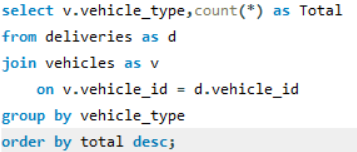 select v.vehicle_type,count(*) as Total
from deliveries as d
join vehicles as v
    on v.vehicle_id = d.vehicle_id
group by vehicle_type
order by total desc;